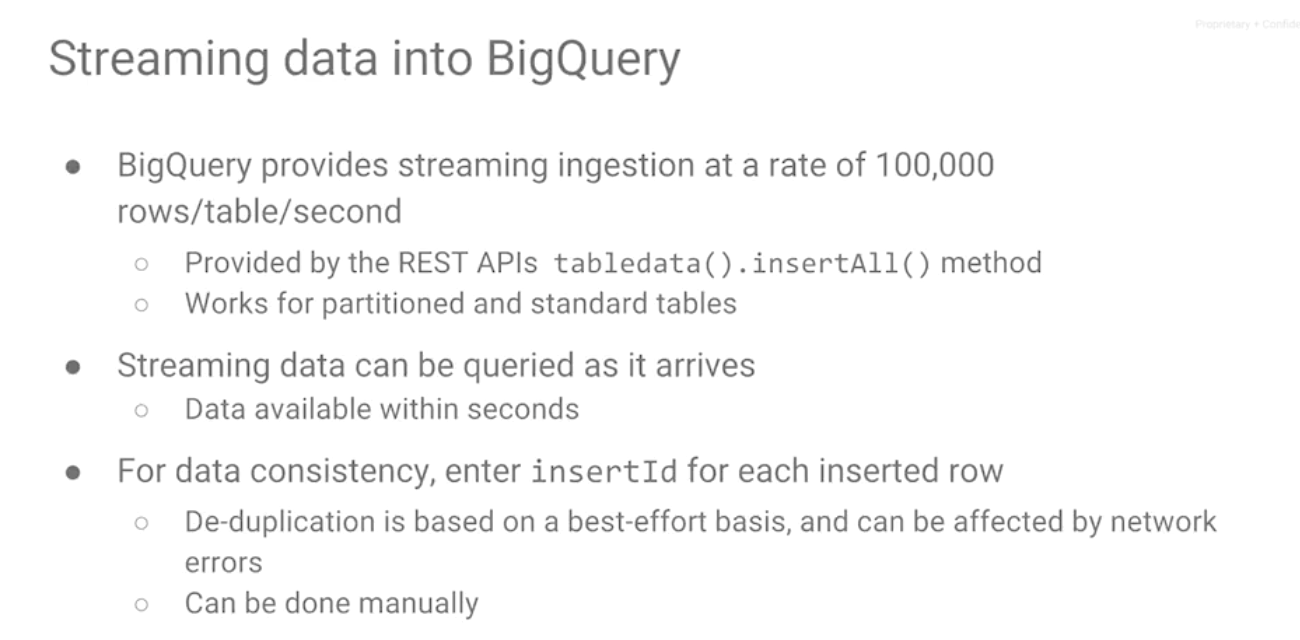 Proprietary + Confide
Streaming data into BigQuery
● BigQuery provides streaming ingestion at a rate of 100,000
rows/table/second
○ Provided by the REST APIs tabledata().insertAll() method
○ Works for partitioned and standard tables
● Streaming data can be queried as it arrives
○ Data available within seconds
● For data consistency, enter insertId for each inserted row
○ De-duplication is based on a best-effort basis, and can be affected by network
errors
○ Can be done manually